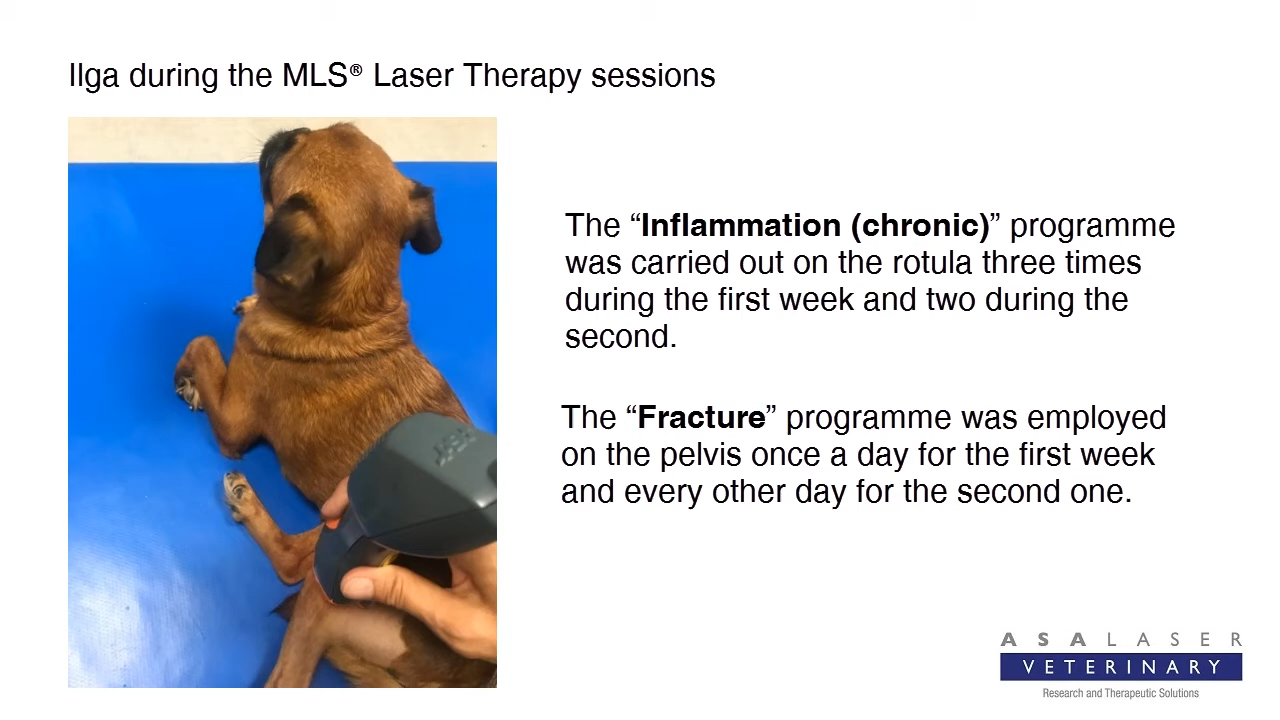 Ilga during the MLS® Laser Therapy sessions
The “Inflammation (chronic)” programme
was carried out on the rotula three times
during the first week and two during the
second.
The “Fracture” programme was employed
on the pelvis once a day for the first week
and every other day for the second one.
ASALASER
VETERINARY
Research and Therapeutic Solutions